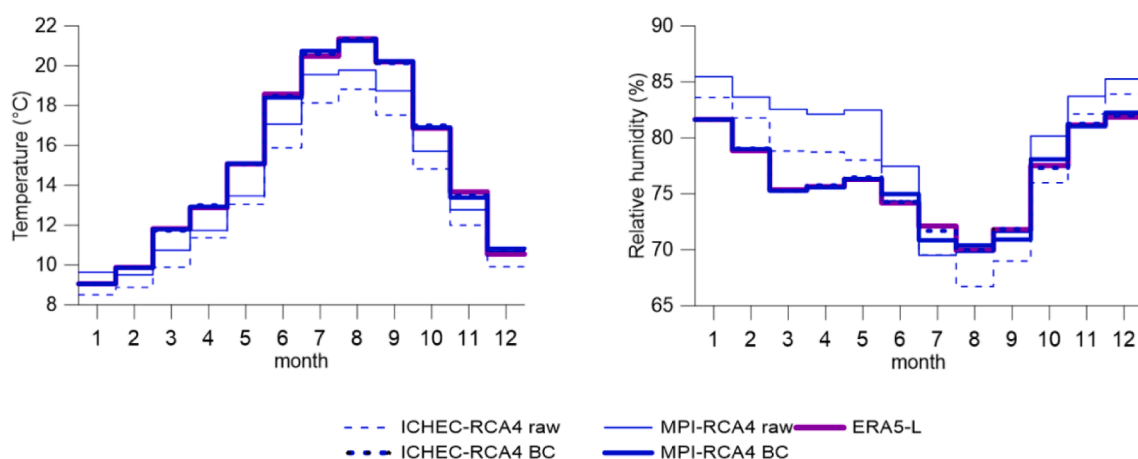 22
20
18
16
14
12
10
8
Temperature (°C)
1 2 3 4 5 6 7 8 9 10 11 12
month
90
85
80
75
70
65
Relative humidity (%)
1 2 3 4 5 6 7 8 9 10 11 12
month
ICHEC-RCA4 raw MPI-RCA4 raw ERA5-L
ICHEC-RCA4 BC MPI-RCA4 BC